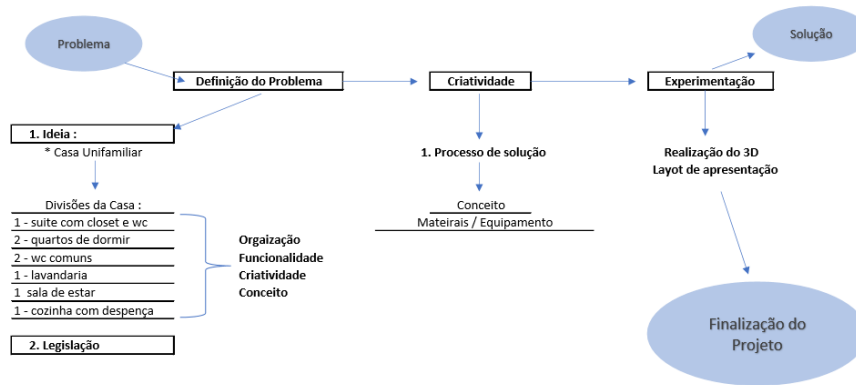 Problema
Solução
Definição do Problema
Criatividade
Experimentação
1. Ideia :
* Casa Unifamiliar
1. Processo de solução
Realização do 3D
Layot de apresentação
Divisões da Casa :
1 - suite com closet e wc
2 - quartos de dormir
2 - wc comuns
1 - lavandaria
1 sala de estar
1 - cozinha com despença
Orgaização
Funcionalidade
Criatividade
Conceito
Conceito
Mateirais / Equipamento
2. Legislação
Finalização do
Projeto